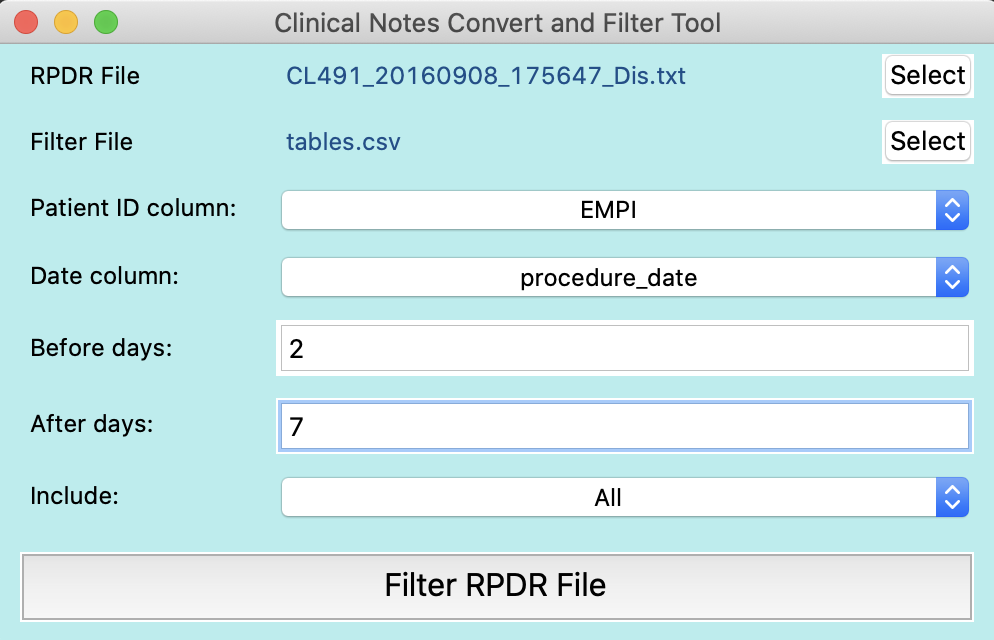 Clinical Notes Convert and Filter Tool
RPDR File CL491_20160908_175647_Dis.txt Select
Filter File tables.csv Select
Patient ID column: EMPI
Date column: procedure_date
Before days: 2
After days: 7
Include: All
Filter RPDR File